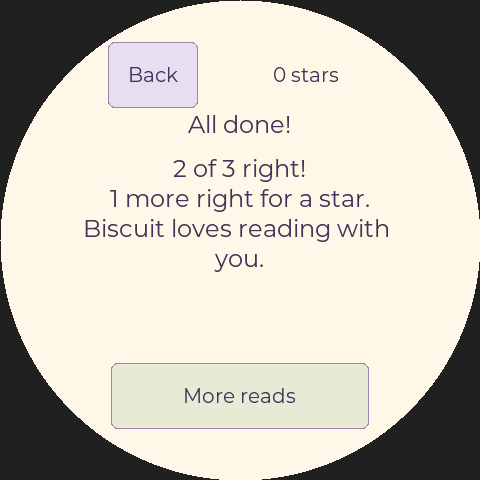 Back
0 stars
All done!
2 of 3 right!
1 more right for a star.
Biscuit loves reading with
you.
More reads